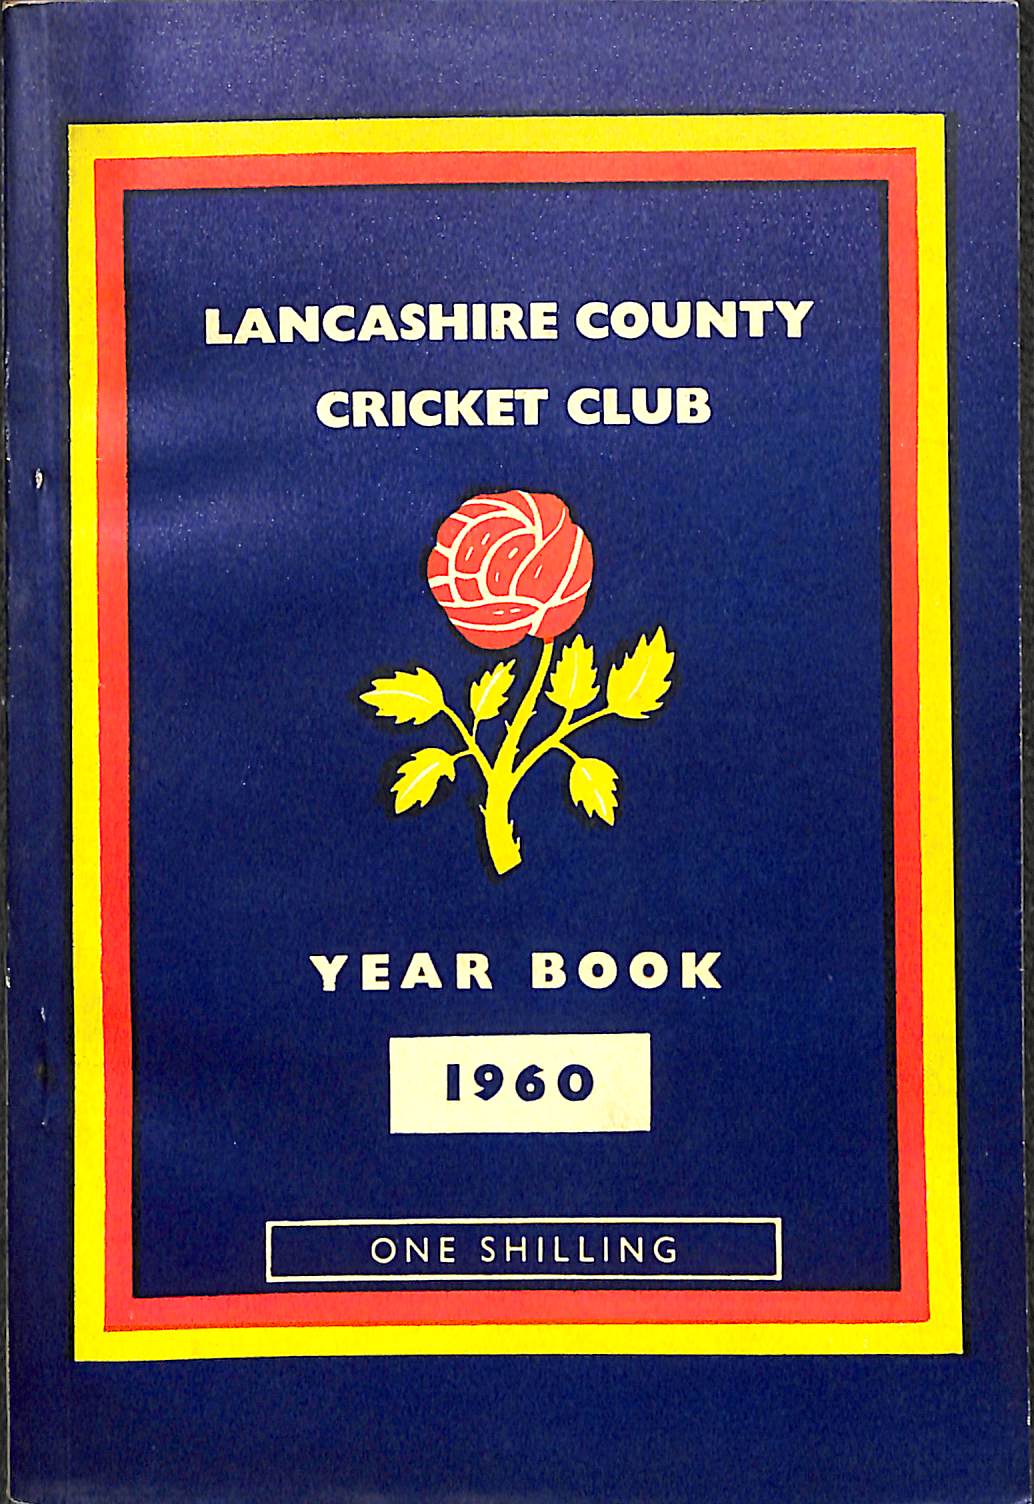 LANCASHIRE COUNTY
CRICKET CLUB
YEAR BOOK
1960
ONE SHILLING